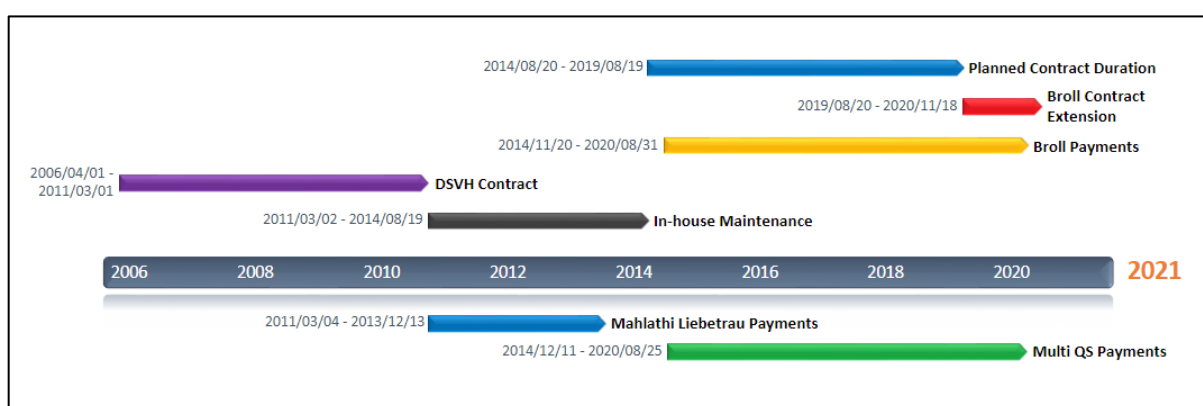 2014/08/20 - 2019/08/19 Planned Contract Duration
2019/08/20 - 2020/11/18 Broll Contract
Extension
2014/11/20 - 2020/08/31 Broll Payments
2006/04/01 -
2011/03/01 DSVH Contract
2011/03/02 - 2014/08/19 In-house Maintenance
2006 2008 2010 2012 2014 2016 2018 2020 2021
2011/03/04 - 2013/12/13 Mahlathi Liebetrau Payments
2014/12/11 - 2020/08/25 Multi QS Payments